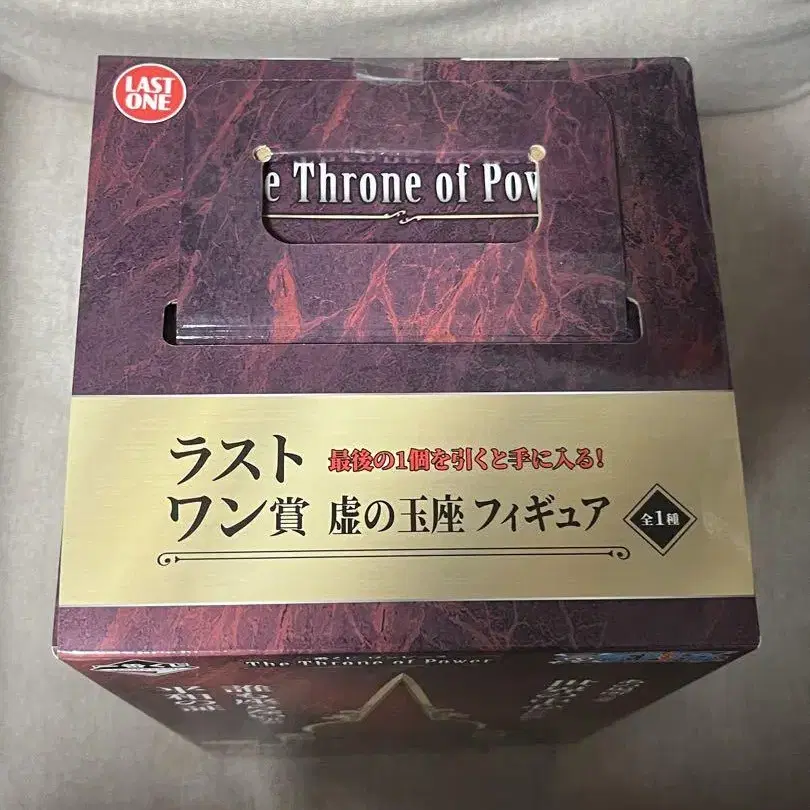 LAST
ONE
e Throne of Pow
ラスト
最後の1個を引くと手に入る!
ワン賞 虚の玉座 フィギュア
全1種
The Throne of Power